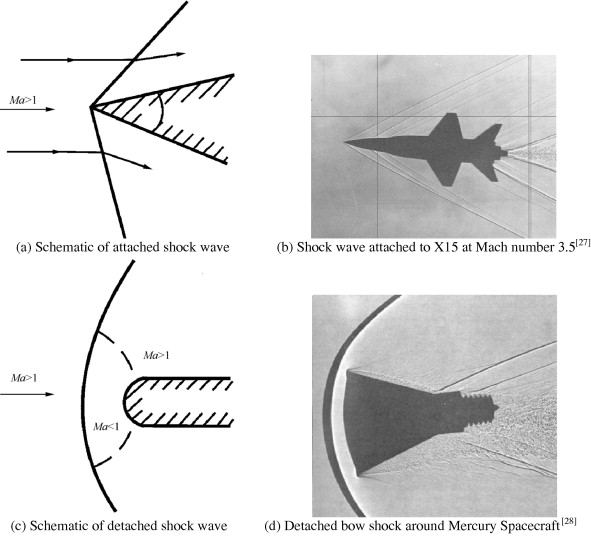 Ma>1
(a) Schematic of attached shock wave
(b) Shock wave attached to X15 at Mach number 3.5[27]
Ma>1
Ma>1
Ma<1
(c) Schematic of detached shock wave
(d) Detached bow shock around Mercury Spacecraft[28]